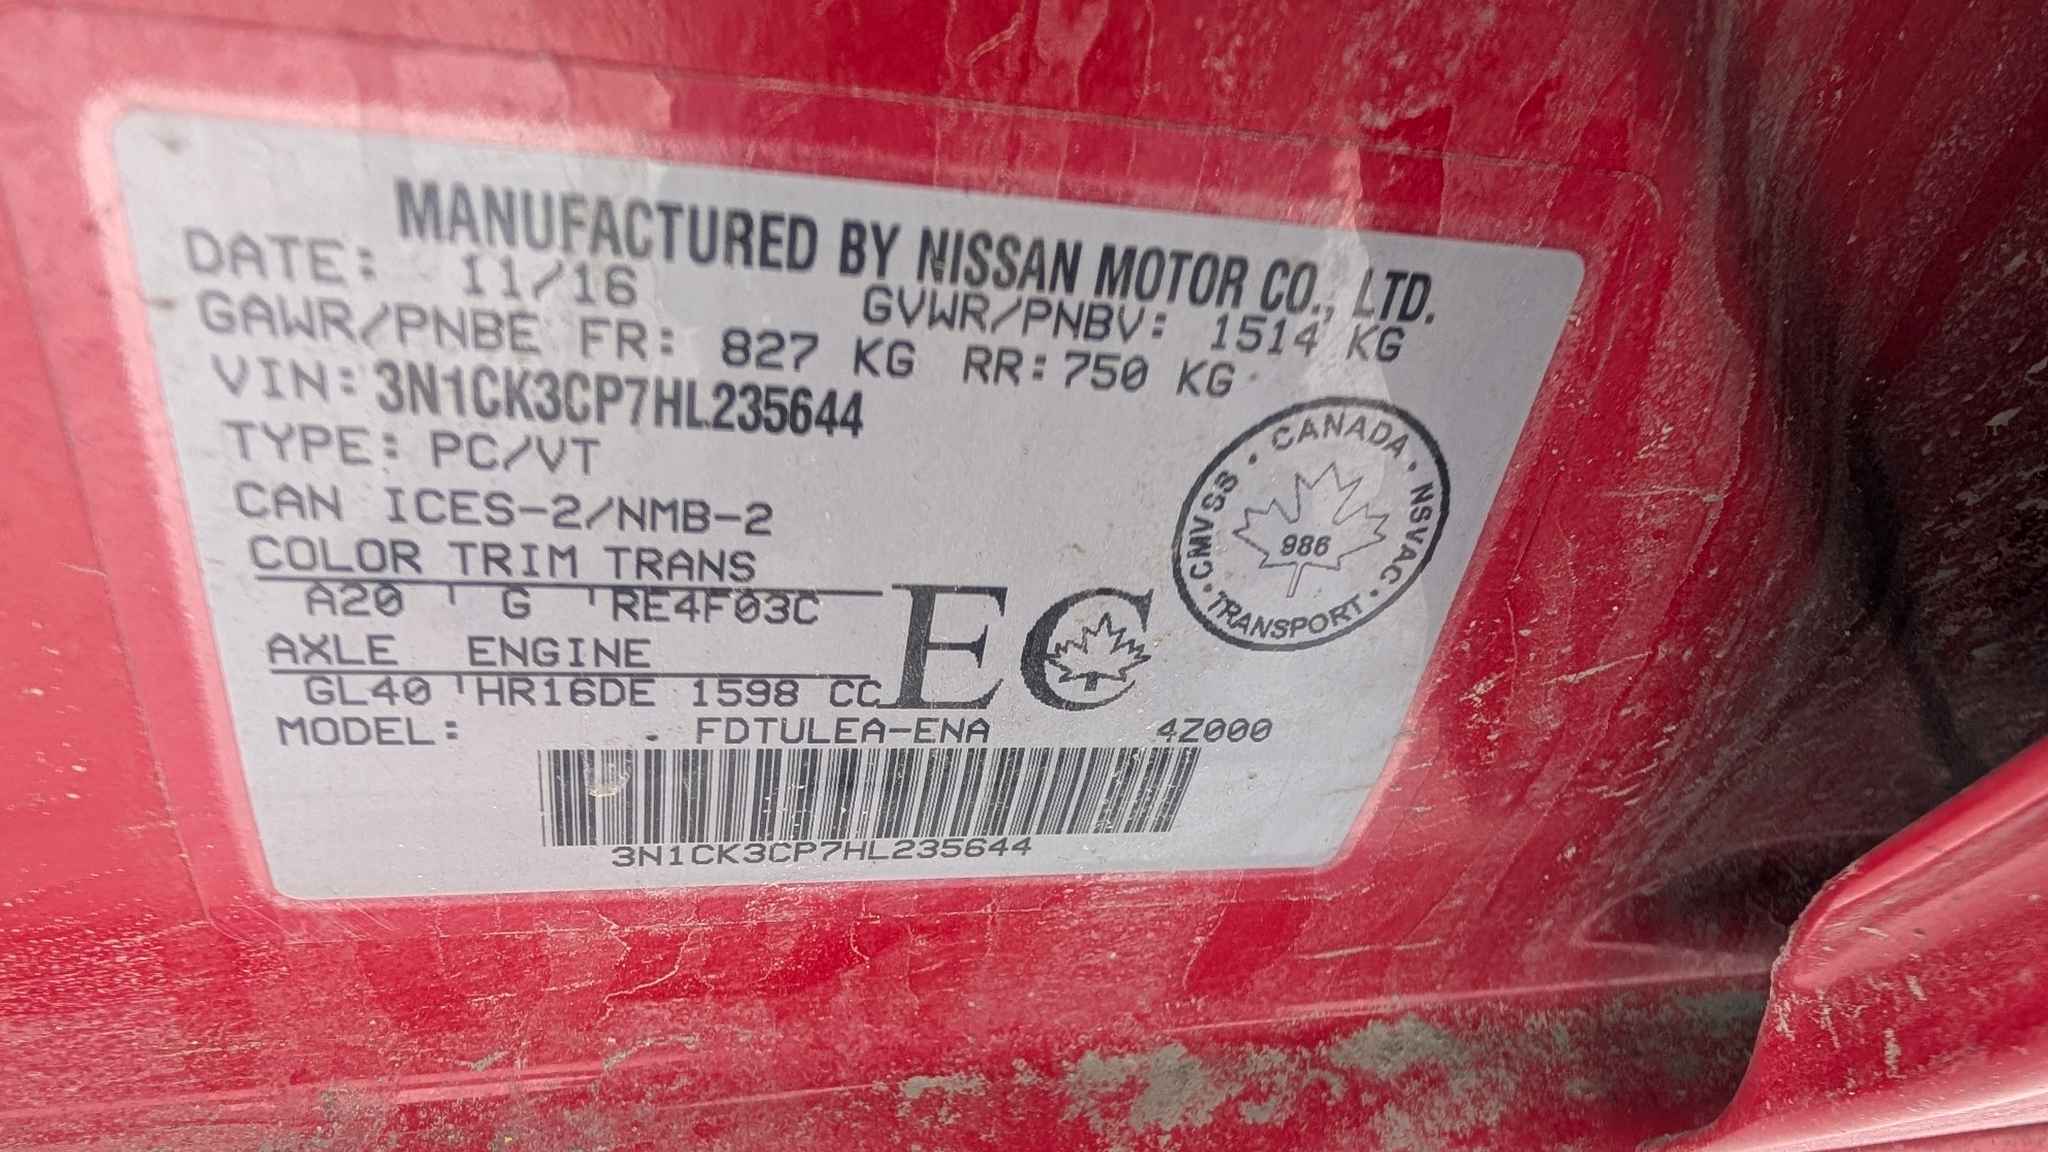 MANUFACTURED BY NISSAN MOTOR CO., LTD.
DATE: 11/16 GVWR/PNBV: 1514 KG
GAWR/PNBE FR: 827 KG RR: 750 KG
VIN: 3N1CK3CP7HL235644
TYPE: PC/VT
CAN ICES-2/NMB-2
COLOR TRIM TRANS
A20 G RE4F03C
AXLE ENGINE
GL40 HR16DE 1598 CC
EC
CANADA · NSVAC · TRANSPORT · CMVSS ·
986
MODEL: FDTULEA-ENA 4Z000
3N1CK3CP7HL235644